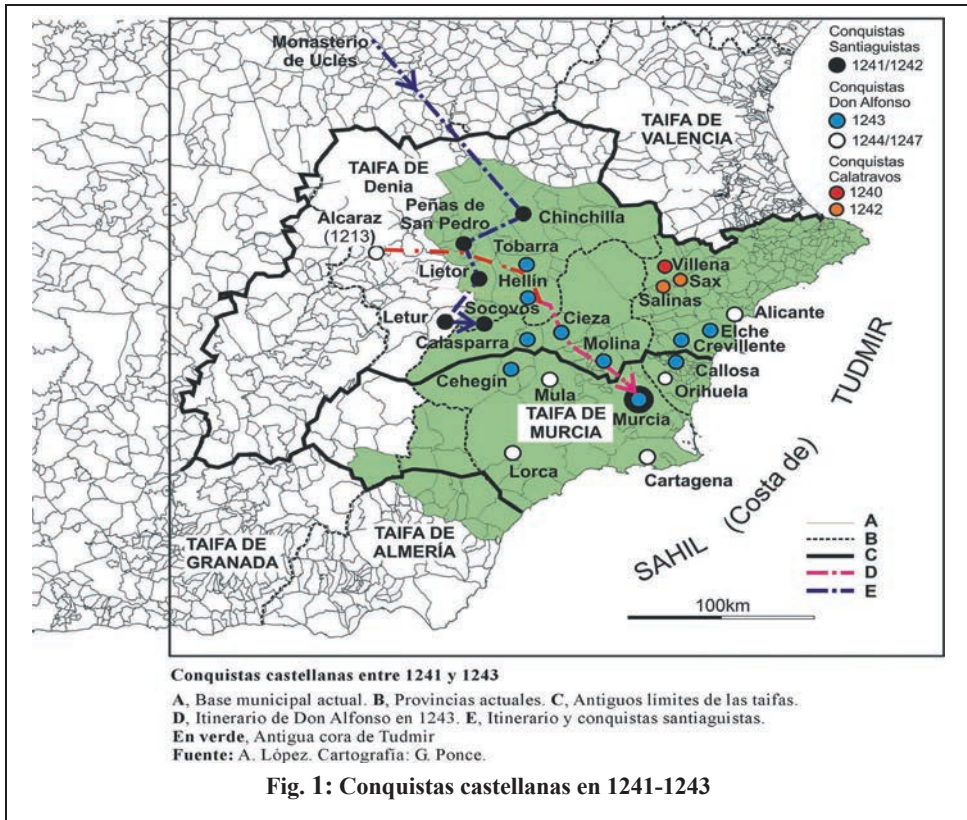 Monasterio
de Uclés
Conquistas
Santiaguistas
1241/1242
Conquistas
Don Alfonso
1243
1244/1247
Conquistas
Calatravos
1240
1242
TAIFA DE
VALENCIA
TAIFA DE
Denia
Peñas de
San Pedro
Chinchilla
Alcaraz
(1213)
Tobarra
Lietor
Hellín
Villena
Sax
Salinas
Letur
Socovos
Cieza
Alicante
Calasparra
Molina
Elche
Crevillente
Callosa
Cehegín
Mula
Orihuela
TAIFA DE
MURCIA
Murcia
Lorca
Cartagena
TUDMIR
SAHIL (Costa de)
TAIFA DE
GRANADA
TAIFA DE
ALMERÍA
A
B
C
D
E
100km
Conquistas castellanas entre 1241 y 1243
A, Base municipal actual. B, Provincias actuales. C, Antiguos límites de las taifas.
D, Itinerario de Don Alfonso en 1243. E, Itinerario y conquistas santiaguistas.
En verde, Antigua cora de Tudmir
Fuente: A. López. Cartografía: G. Ponce.
Fig. 1: Conquistas castellanas en 1241-1243